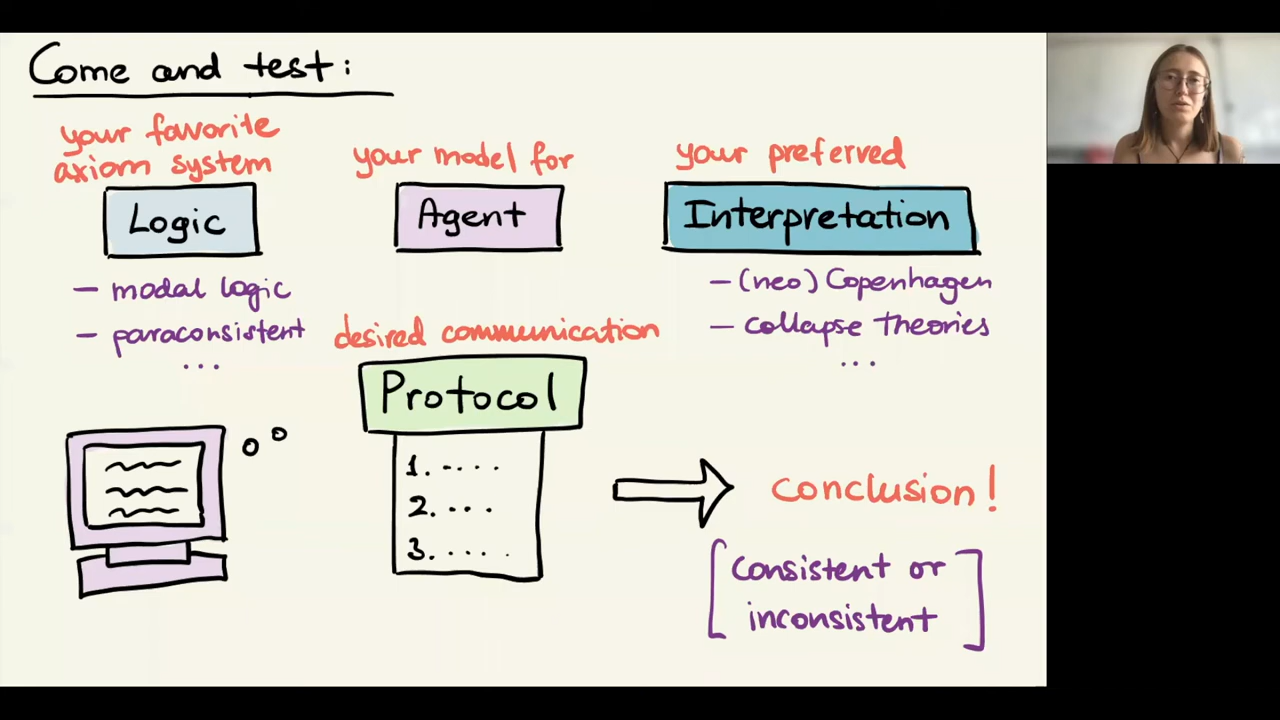 Come and test:
your favorite
axiom system
Logic
- modal logic
- paraconsistent
...
your model for
Agent
your preferred
Interpretation
- (neo) Copenhagen
- collapse theories
...
desired communication
Protocol
1. ....
2. ...
3. .....
conclusion!
[consistent or
inconsistent]